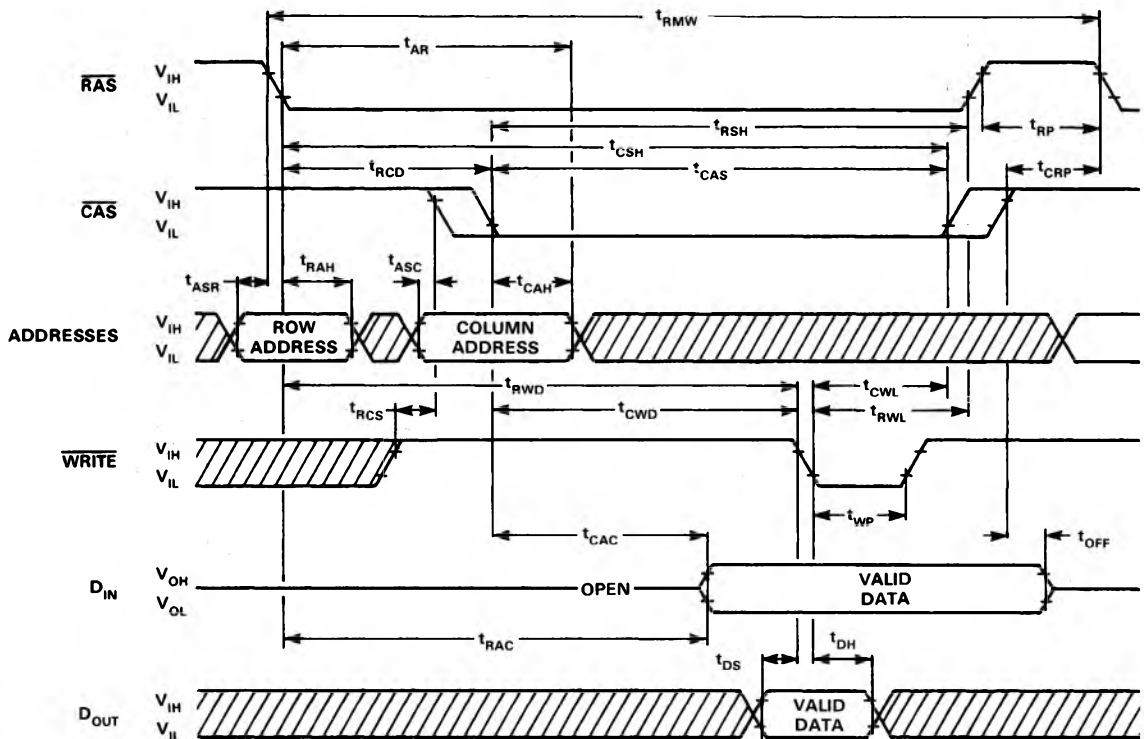 tRMW
tAR
RAS
VIH
VIL
tRSH
tRP
tCSH
tRCD
tCAS
tCRP
CAS
VIH
VIL
tASR
tRAH
tASC
tCAH
ADDRESSES
VIH
VIL
ROW
ADDRESS
COLUMN
ADDRESS
tRWD
tCWL
tRCS
tCWD
tRWL
WRITE
VIH
VIL
tWP
tCAC
tOFF
DIN
VOH
VOL
OPEN
VALID
DATA
tRAC
tDS
tDH
DOUT
VIH
VIL
VALID
DATA